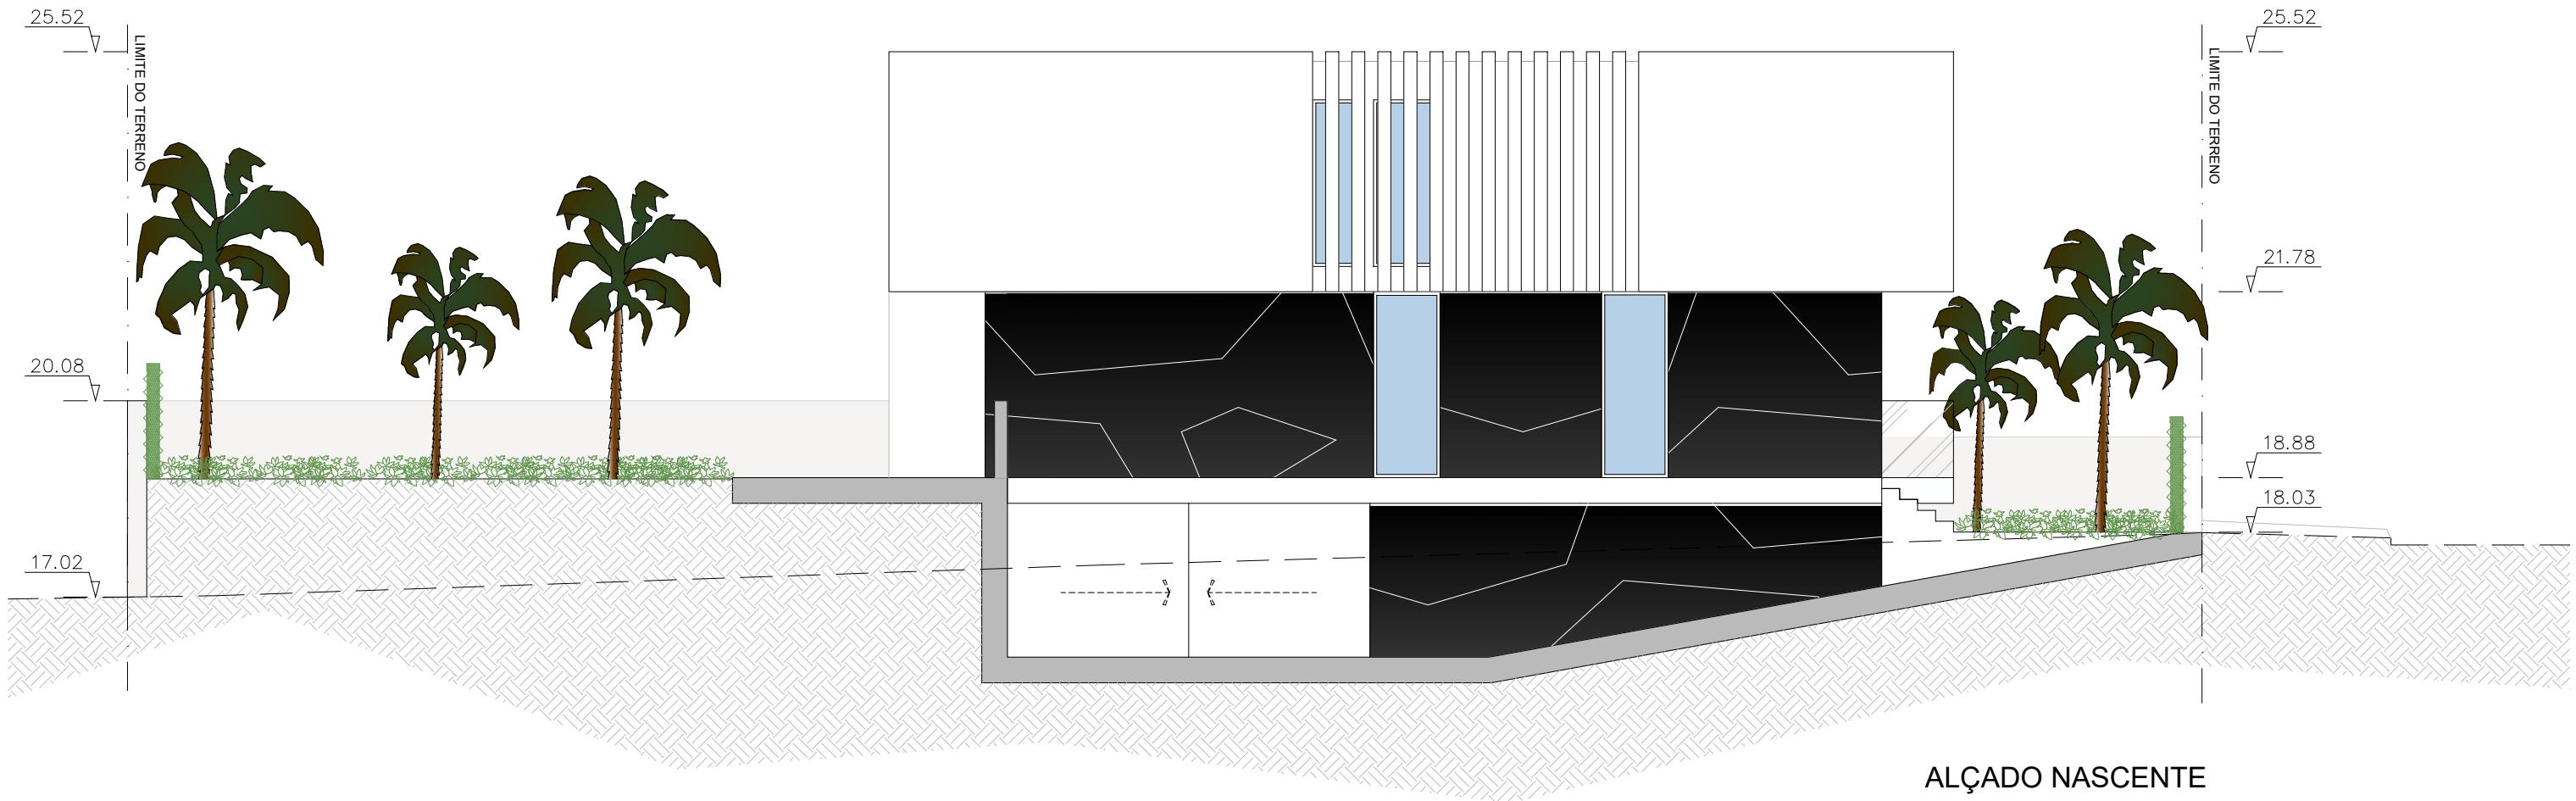 25.52
LIMITE DO TERRENO
20.08
17.02
25.52
LIMITE DO TERRENO
21.78
18.88
18.03
ALÇADO NASCENTE